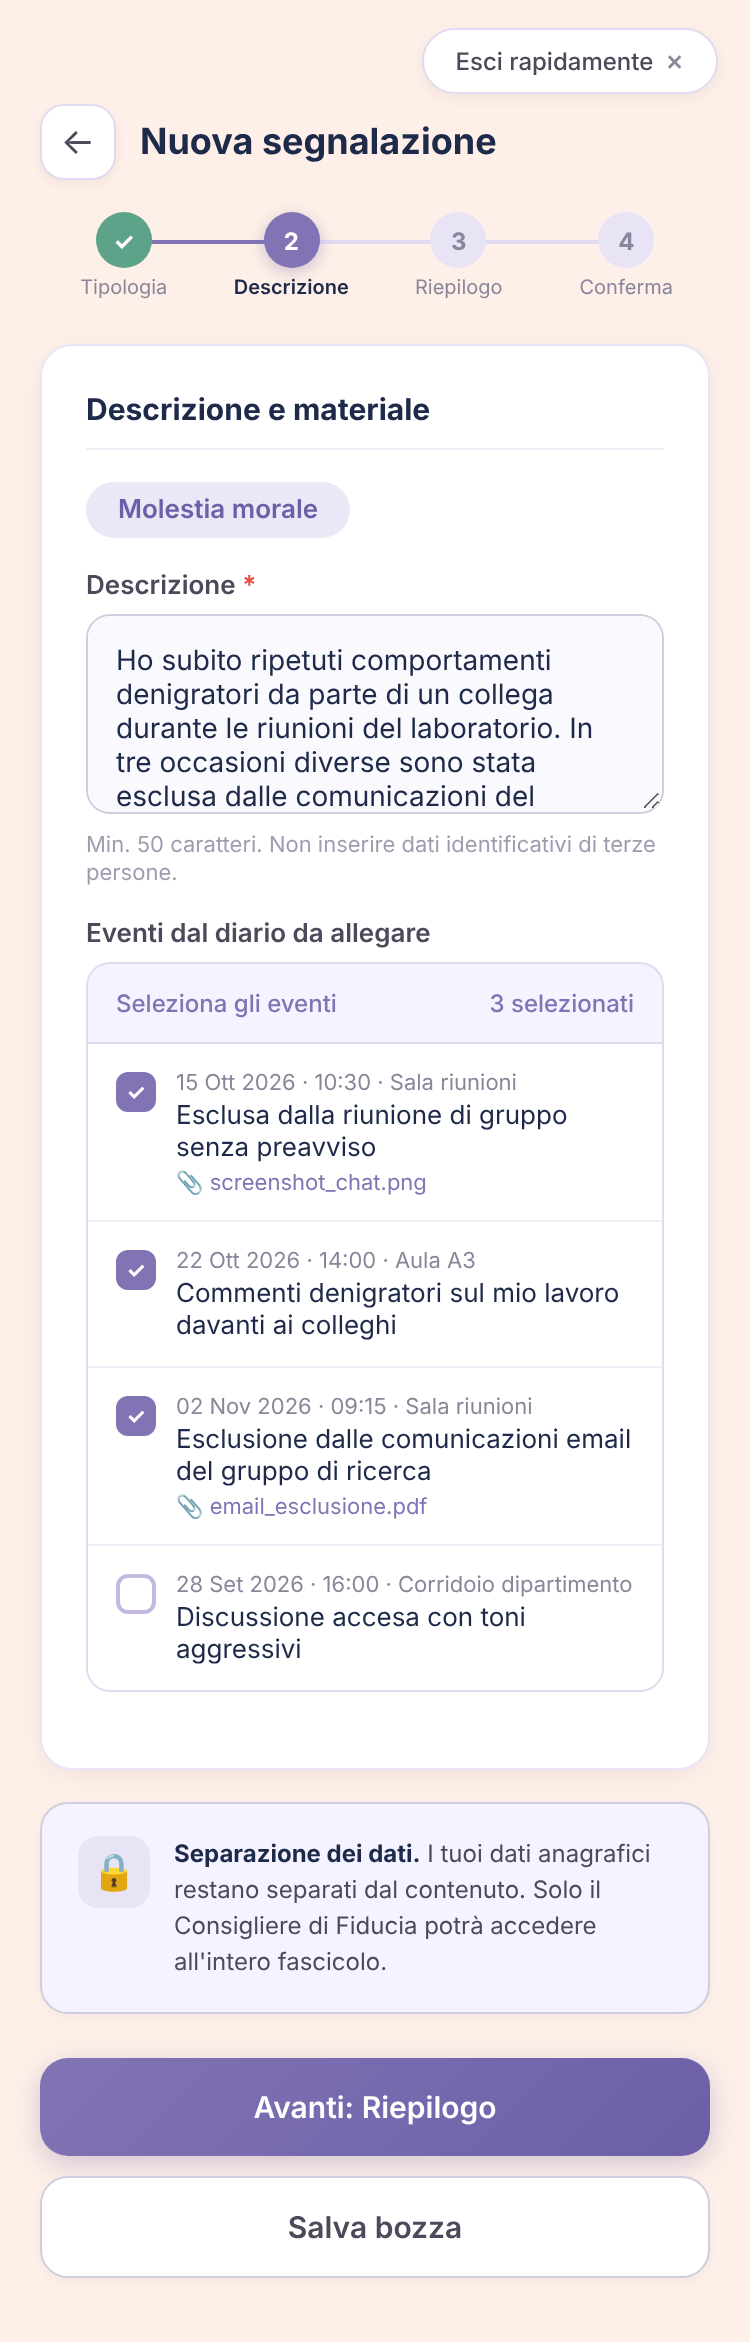 Esci rapidamente ×
Nuova segnalazione
2
3
4
Tipologia
Descrizione
Riepilogo
Conferma
Descrizione e materiale
Molestia morale
Descrizione *
Ho subito ripetuti comportamenti
denigratori da parte di un collega
durante le riunioni del laboratorio. In
tre occasioni diverse sono stata
esclusa dalle comunicazioni del
Min. 50 caratteri. Non inserire dati identificativi di terze
persone.
Eventi dal diario da allegare
Seleziona gli eventi
3 selezionati
15 Ott 2026 · 10:30 · Sala riunioni
Esclusa dalla riunione di gruppo
senza preavviso
screenshot_chat.png
22 Ott 2026 · 14:00 · Aula A3
Commenti denigratori sul mio lavoro
davanti ai colleghi
02 Nov 2026 · 09:15 · Sala riunioni
Esclusione dalle comunicazioni email
del gruppo di ricerca
email_esclusione.pdf
28 Set 2026 · 16:00 · Corridoio dipartimento
Discussione accesa con toni
aggressivi
Separazione dei dati. I tuoi dati anagrafici
restano separati dal contenuto. Solo il
Consigliere di Fiducia potrà accedere
all'intero fascicolo.
Avanti: Riepilogo
Salva bozza